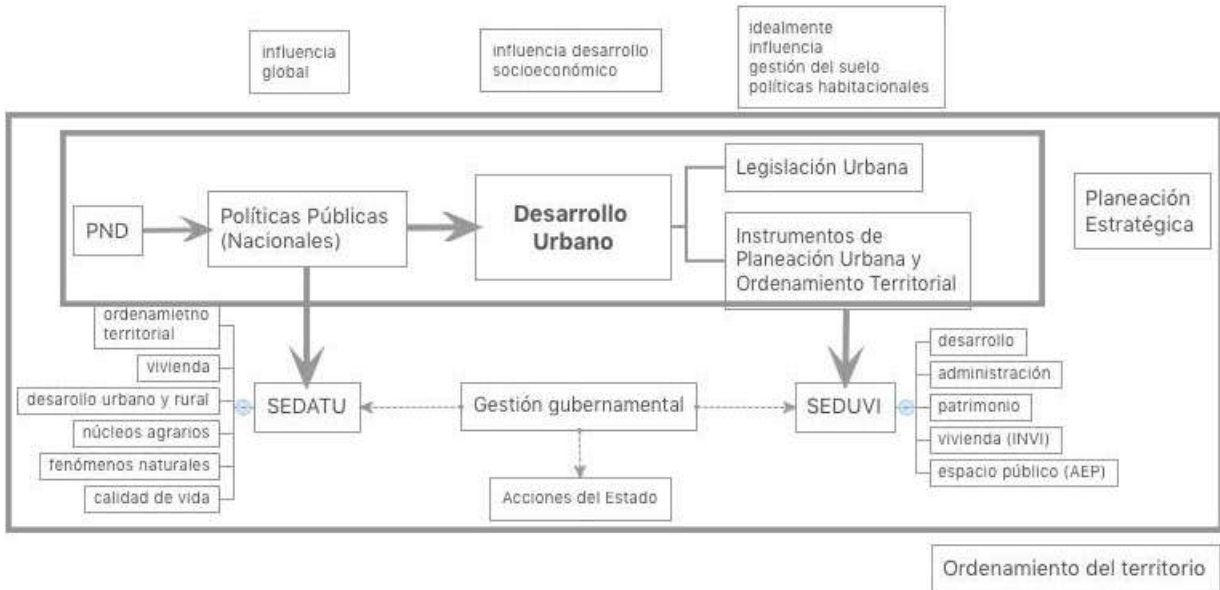 influencia
global
influencia desarrollo
socioeconómico
idealmente
influencia
gestión del suelo
políticas habitacionales
PND
Políticas Públicas
(Nacionales)
Desarrollo
Urbano
Legislación Urbana
Instrumentos de
Planeación Urbana y
Ordenamiento Territorial
Planeación
Estratégica
ordenamietno
territorial
vivienda
desarollo urbano y rural
núcleos agrarios
fenómenos naturales
calidad de vida
SEDATU
Gestión gubernamental
Acciones del Estado
SEDUVI
desarrollo
administración
patrimonio
vivienda (INVI)
espacio público (AEP)
Ordenamiento del territorio